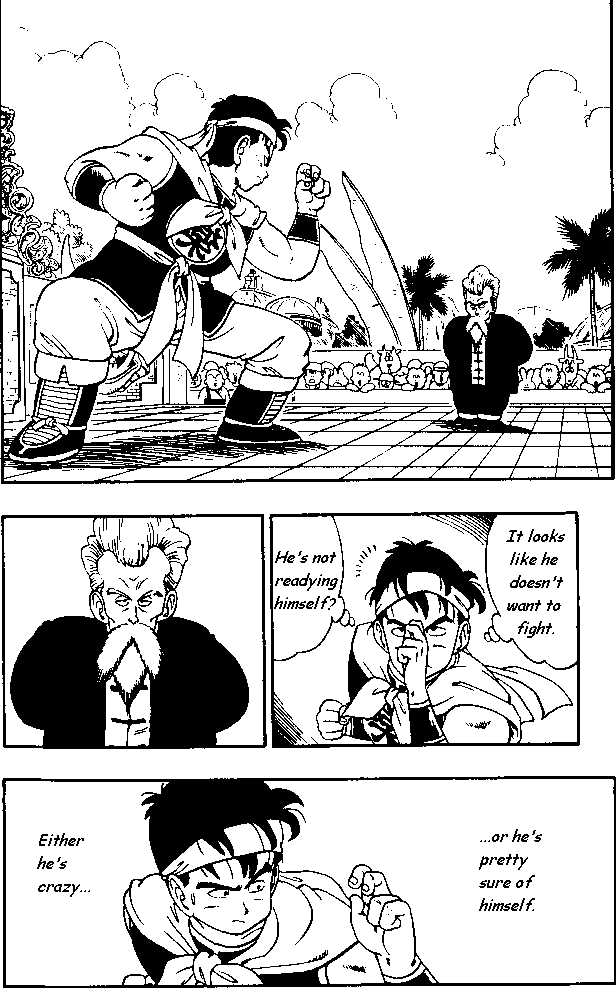 He's not
readying
himself?
It looks
like he
doesn't
want to
fight.
Either
he's
crazy...
...or he's
pretty
sure of
himself.